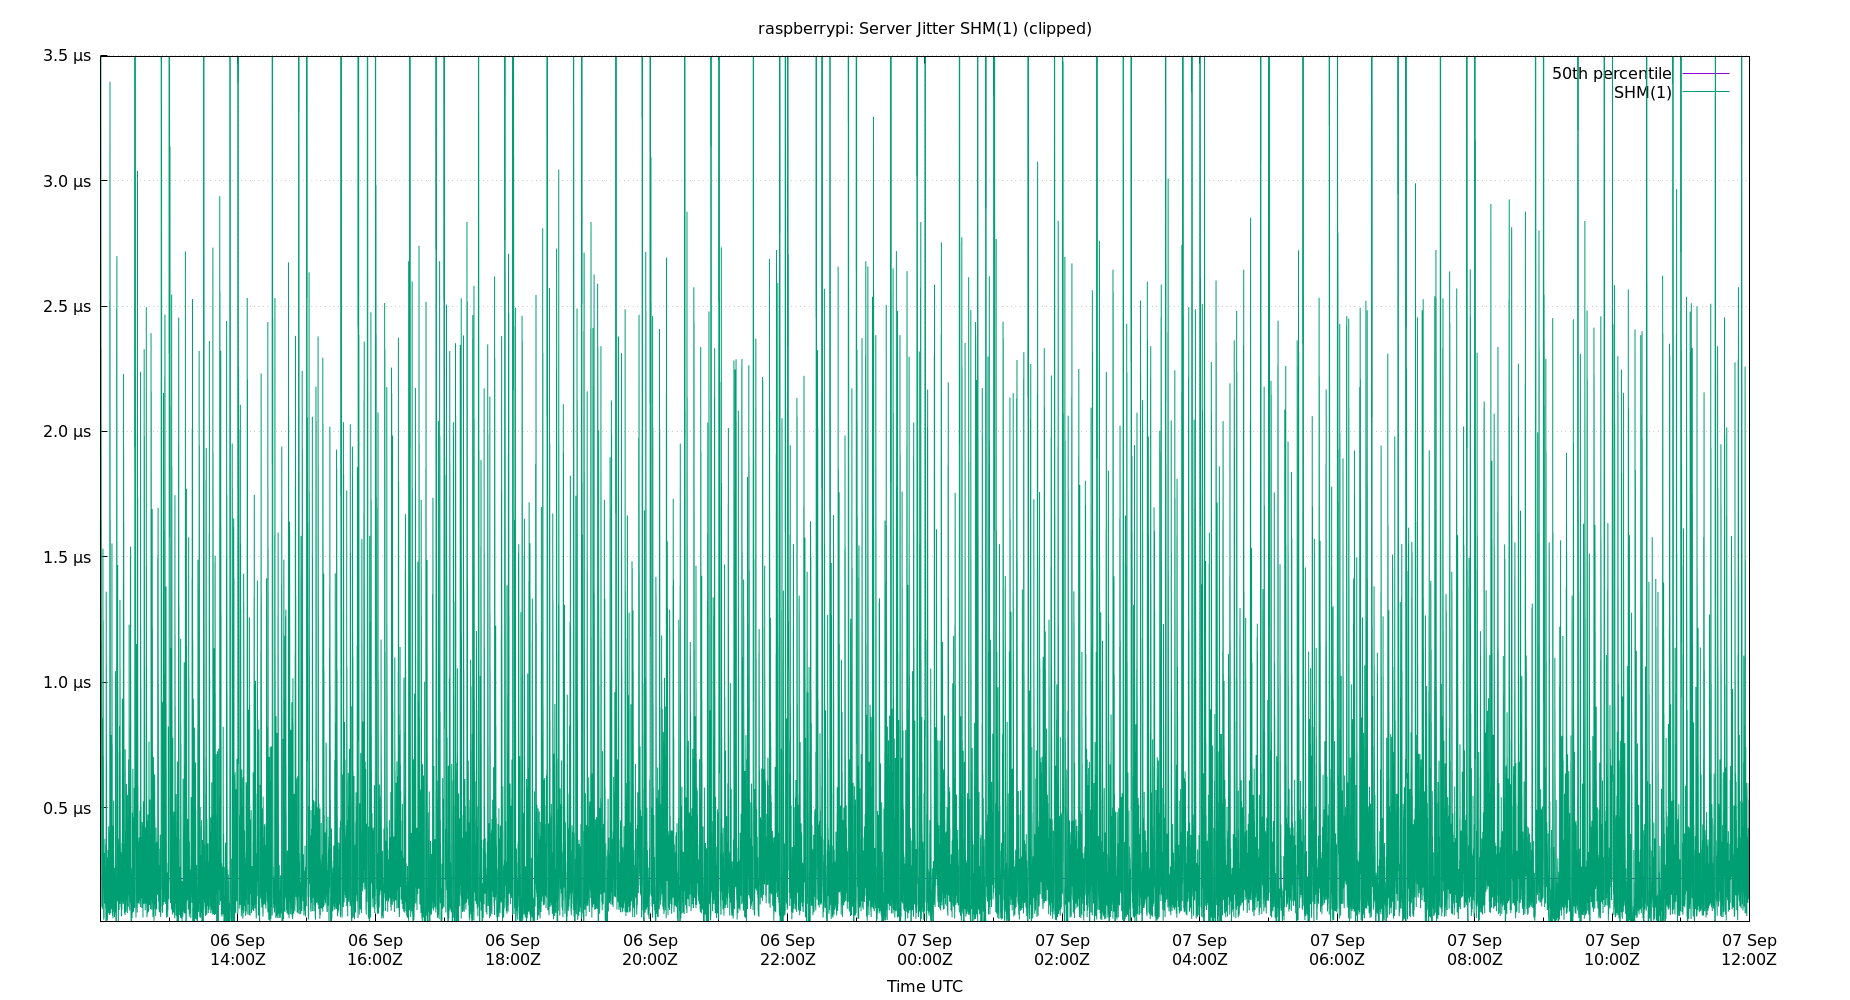 raspberrypi: Server Jitter SHM(1) (clipped)
3.5 µs
50th percentile
SHM(1)
3.0 µs
2.5 µs
2.0 µs
1.5 µs
1.0 µs
0.5 µs
06 Sep 06 Sep 06 Sep 06 Sep 06 Sep 07 Sep 07 Sep 07 Sep 07 Sep 07 Sep 07 Sep 07 Sep
14:00Z 16:00Z 18:00Z 20:00Z 22:00Z 00:00Z 02:00Z 04:00Z 06:00Z 08:00Z 10:00Z 12:00Z
Time UTC